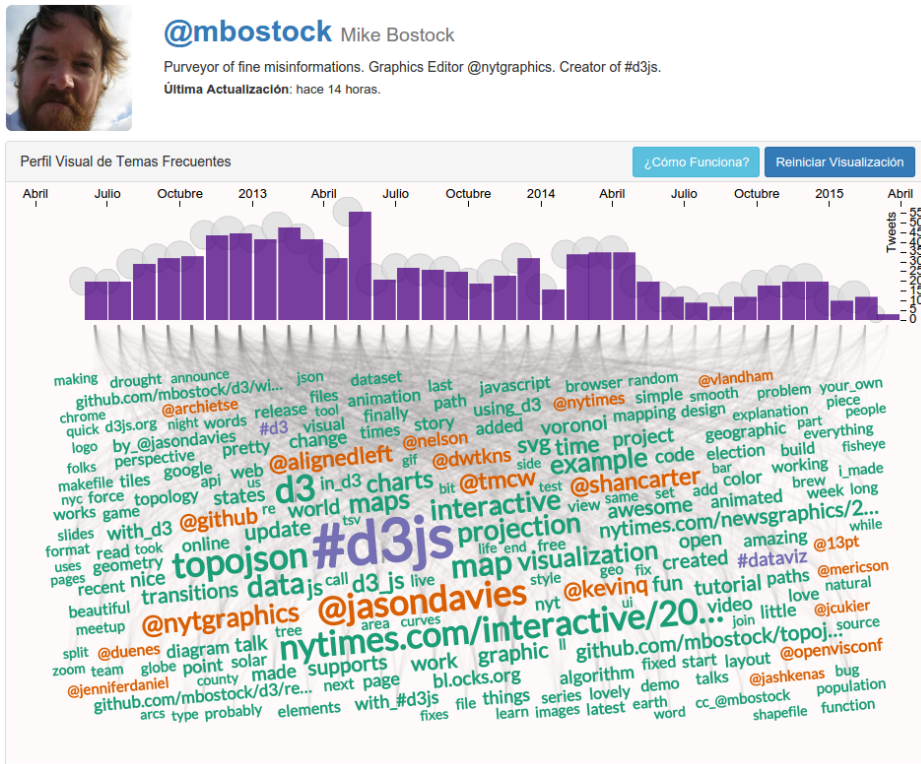 @mbostock Mike Bostock
Purveyor of fine misinformations. Graphics Editor @nytgraphics. Creator of #d3js.
Última Actualización: hace 14 horas.
Perfil Visual de Temas Frecuentes
¿Cómo Funciona?
Reiniciar Visualización
Abril Julio Octubre 2013 Abril Julio Octubre 2014 Abril Julio Octubre 2015 Abril
Tweets
55
50
45
40
35
30
25
20
15
10
5
0
making drought announce json dataset
github.com/mbostock/d3/wi... files animation last javascript browser random @vlandham
chrome @archietse release tool finally path using_d3 @nytimes simple smooth problem your_own
quick d3js.org night words #d3 visual times story added voronoi mapping design explanation piece
logo by_@jasondavies pretty change @nelson svg time project geographic part people
folks perspective @alignedleft gif @dwtkns side example code election build everything
makefile tiles google api web us in_d3 charts bit @tmcw test @shancarter bar color working fisheye
nyc force topology states d3 re world maps interactive view same set add animated brew i_made
works game @github tsv awesome week long
slides with_d3 online update #d3js projection nytimes.com/newsgraphics/2...
format read took topojson life end free open amazing while
uses geometry map visualization created #dataviz @13pt
pages recent nice data js call d3_js live geo fix @mericson
beautiful transitions style @kevinq fun tutorial paths natural
meetup @nytgraphics @jasondavies nyt ui video love
split @duenes diagram talk tree area curves nytimes.com/interactive/20... join little @jcukier
zoom team globe point solar ll github.com/mbostock/topoj... source
@jenniferdaniel county made supports work graphic fixed start layout @openvisconf
github.com/mbostock/d3/re... next page bl.ocks.org algorithm talks @jashkenas bug
arcs type probably elements with_#d3js file things series lovely demo cc_@mbostock population
fixes learn images latest earth word shapefile function